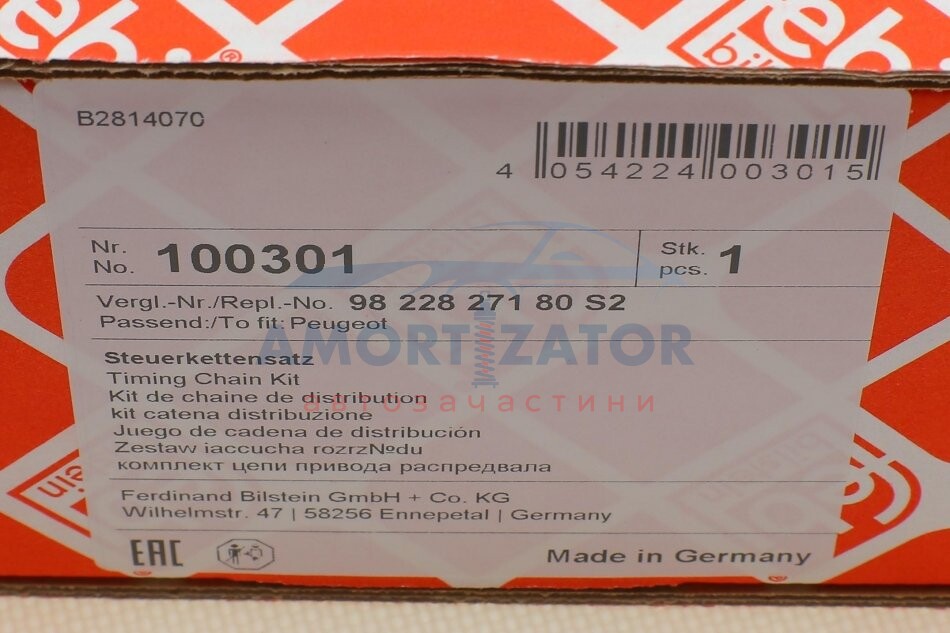 B2814070
4 054224 003015
Nr.
No. 100301
Stk.
pcs. 1
Vergl.-Nr./Repl.-No. 98 228 271 80 S2
Passend:/To fit: Peugeot
AMORTIZATOR
Steuerkettensatz
Timing Chain Kit
Kit de chaine de distribution
автозачастини
kit catena distribuzione
Juego de cadena de distribución
Zestaw iaccucha rozrz№du
комплект цепи привода распредвала
Ferdinand Bilstein GmbH + Co. KG
Wilhelmstr. 47 | 58256 Ennepetal | Germany
EAC
Made in Germany